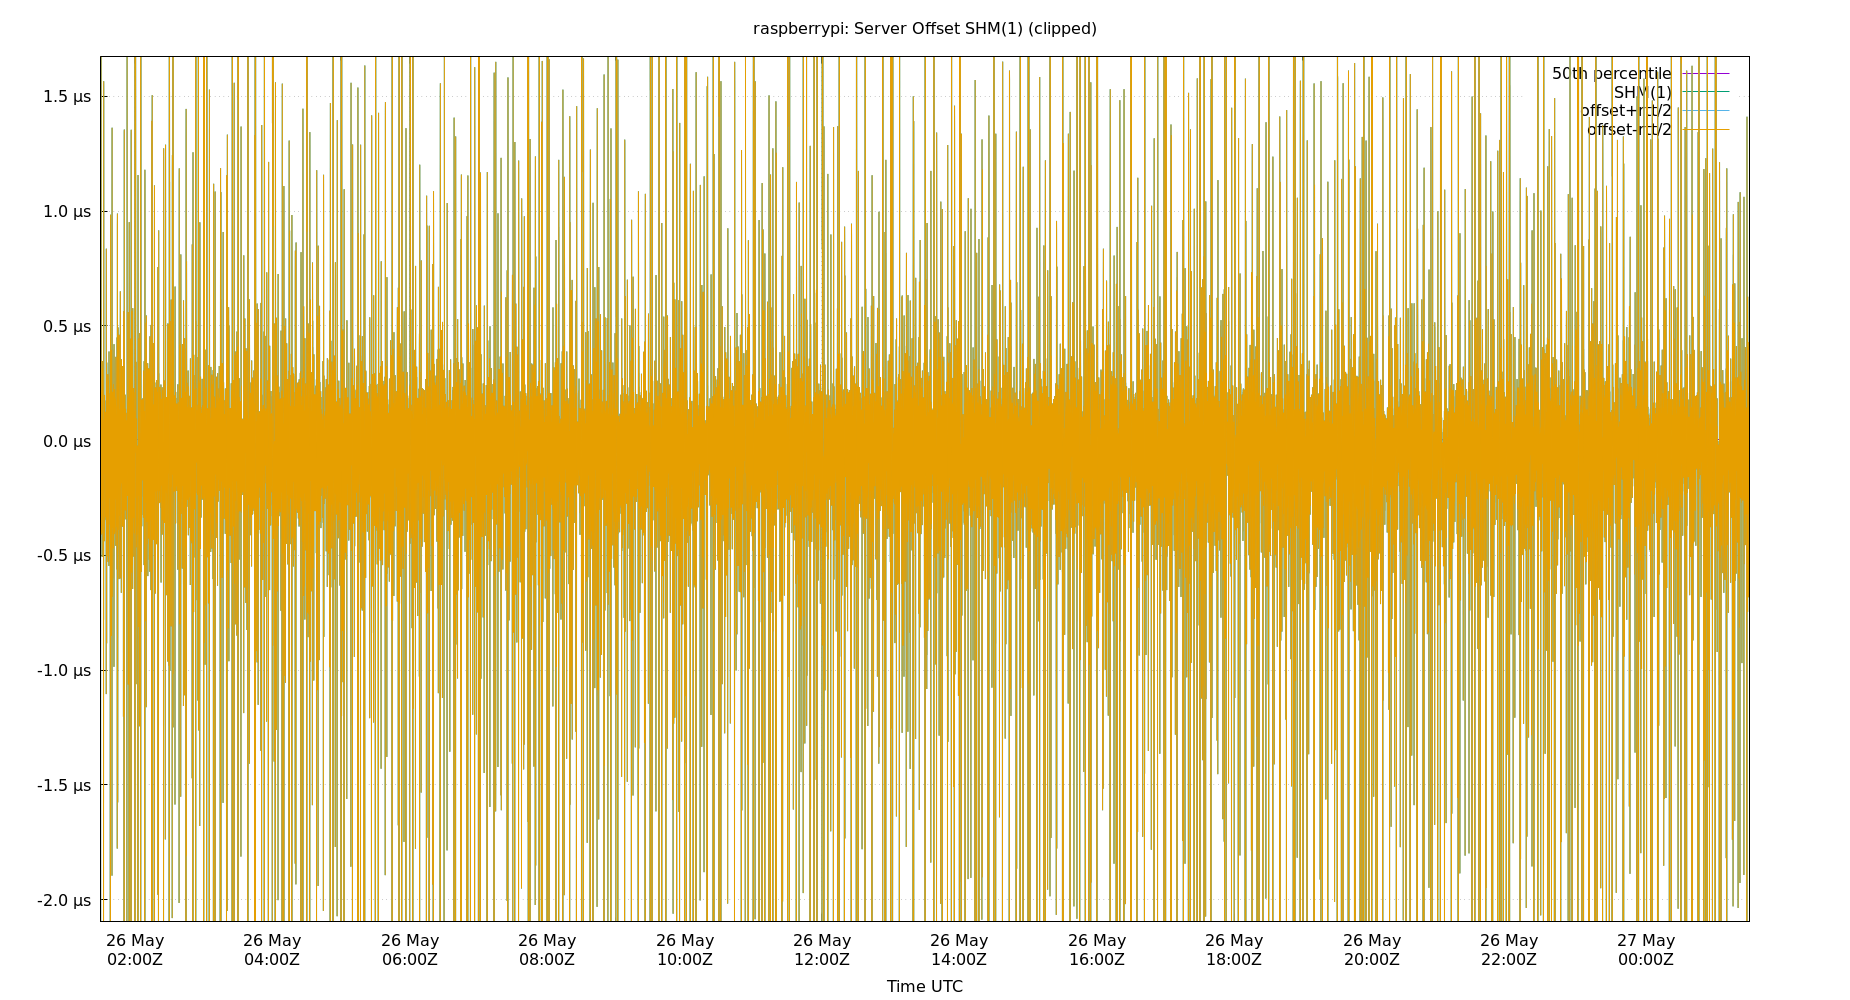 raspberrypi: Server Offset SHM(1) (clipped)
50th percentile
SHM(1)
offset+rtt/2
offset-rtt/2
1.5 µs
1.0 µs
0.5 µs
0.0 µs
-0.5 µs
-1.0 µs
-1.5 µs
-2.0 µs
26 May 26 May 26 May 26 May 26 May 26 May 26 May 26 May 26 May 26 May 26 May 27 May
02:00Z 04:00Z 06:00Z 08:00Z 10:00Z 12:00Z 14:00Z 16:00Z 18:00Z 20:00Z 22:00Z 00:00Z
Time UTC